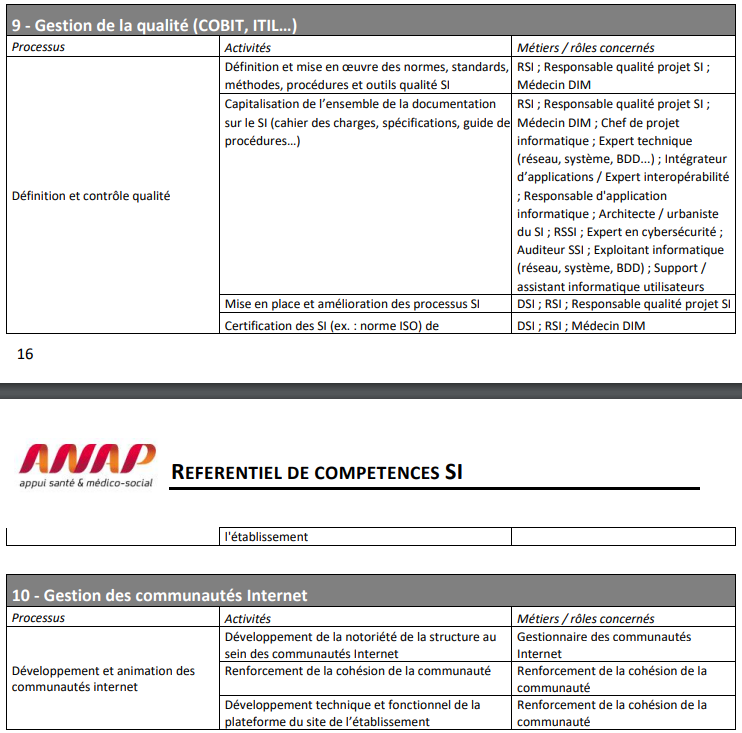 9 - Gestion de la qualité (COBIT, ITIL…)
Processus Activités Métiers / rôles concernés
Définition et contrôle qualité
Définition et mise en œuvre des normes, standards,
méthodes, procédures et outils qualité SI
RSI ; Responsable qualité projet SI ;
Médecin DIM
Capitalisation de l’ensemble de la documentation
sur le SI (cahier des charges, spécifications, guide de
procédures…)
RSI ; Responsable qualité projet SI ;
Médecin DIM ; Chef de projet
informatique ; Expert technique
(réseau, système, BDD...) ; Intégrateur
d’applications / Expert interopérabilité
; Responsable d'application
informatique ; Architecte / urbaniste
du SI ; RSSI ; Expert en cybersécurité ;
Auditeur SSI ; Exploitant informatique
(réseau, système, BDD) ; Support /
assistant informatique utilisateurs
Mise en place et amélioration des processus SI
DSI ; RSI ; Responsable qualité projet SI
Certification des SI (ex. : norme ISO) de
DSI ; RSI ; Médecin DIM
16
ANAP
appui santé & médico-social
REFERENTIEL DE COMPETENCES SI
l'établissement
10 - Gestion des communautés Internet
Processus Activités Métiers / rôles concernés
Développement et animation des
communautés internet
Développement de la notoriété de la structure au
sein des communautés Internet
Gestionnaire des communautés
Internet
Renforcement de la cohésion de la communauté
Renforcement de la cohésion de la
communauté
Développement technique et fonctionnel de la
plateforme du site de l’établissement
Renforcement de la cohésion de la
communauté